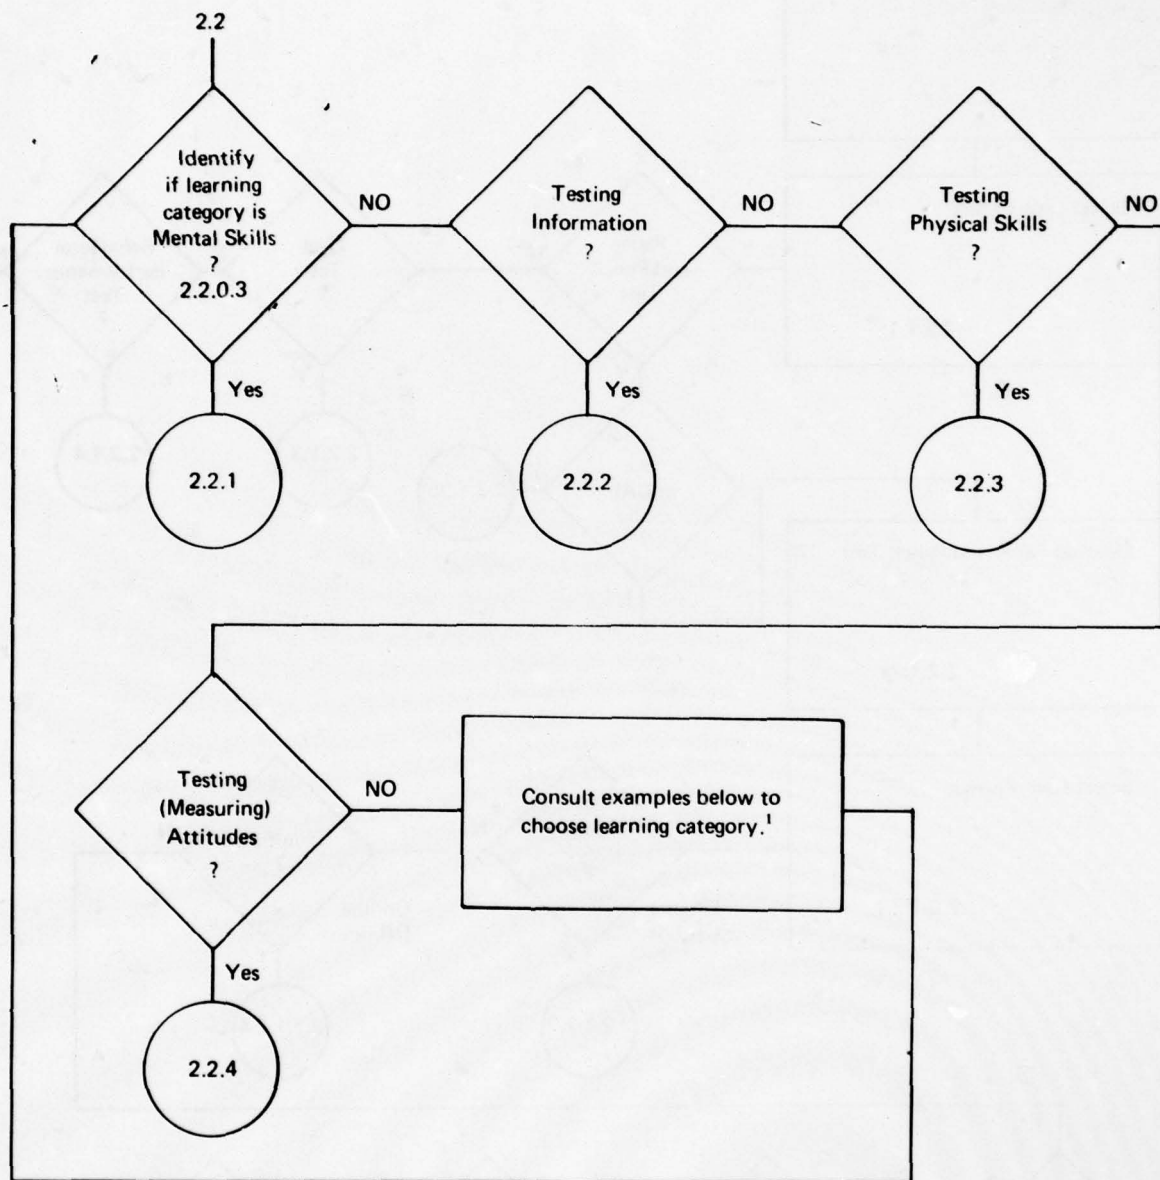 2.2
Identify
if learning
category is
Mental Skills
?
2.2.0.3
NO
Testing
Information
?
NO
Testing
Physical Skills
?
NO
Yes
Yes
Yes
2.2.1
2.2.2
2.2.3
Testing
(Measuring)
Attitudes
?
NO
Consult examples below to
choose learning category.¹
Yes
2.2.4